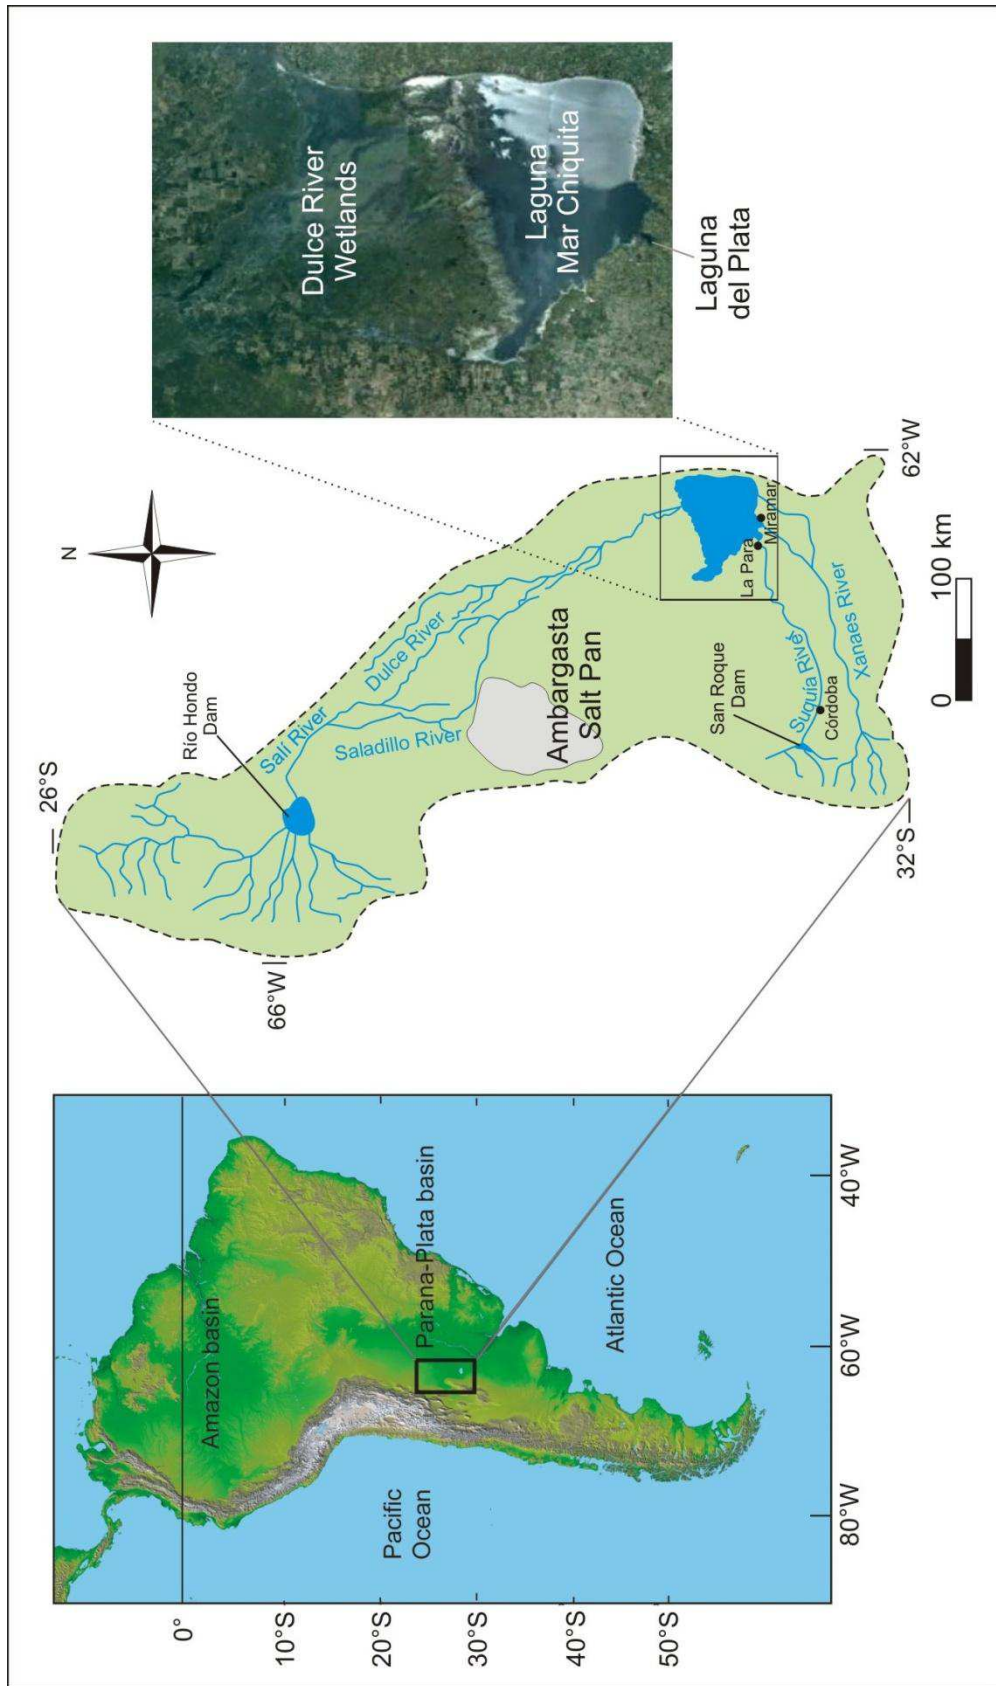 0°
10°S
20°S
30°S
40°S
50°S
80°W
60°W
40°W
Amazon basin
Parana-Plata basin
Pacific
Ocean
Atlantic Ocean
26°S
66°W
32°S
62°W
N
Río Hondo
Dam
Salí River
Dulce River
Saladillo River
Ambargasta
Salt Pan
San Roque
Dam
Suquía River
Córdoba
Xanaes River
La Para
Miramar
0
100 km
Dulce River
Wetlands
Laguna
Mar Chiquita
Laguna
del Plata